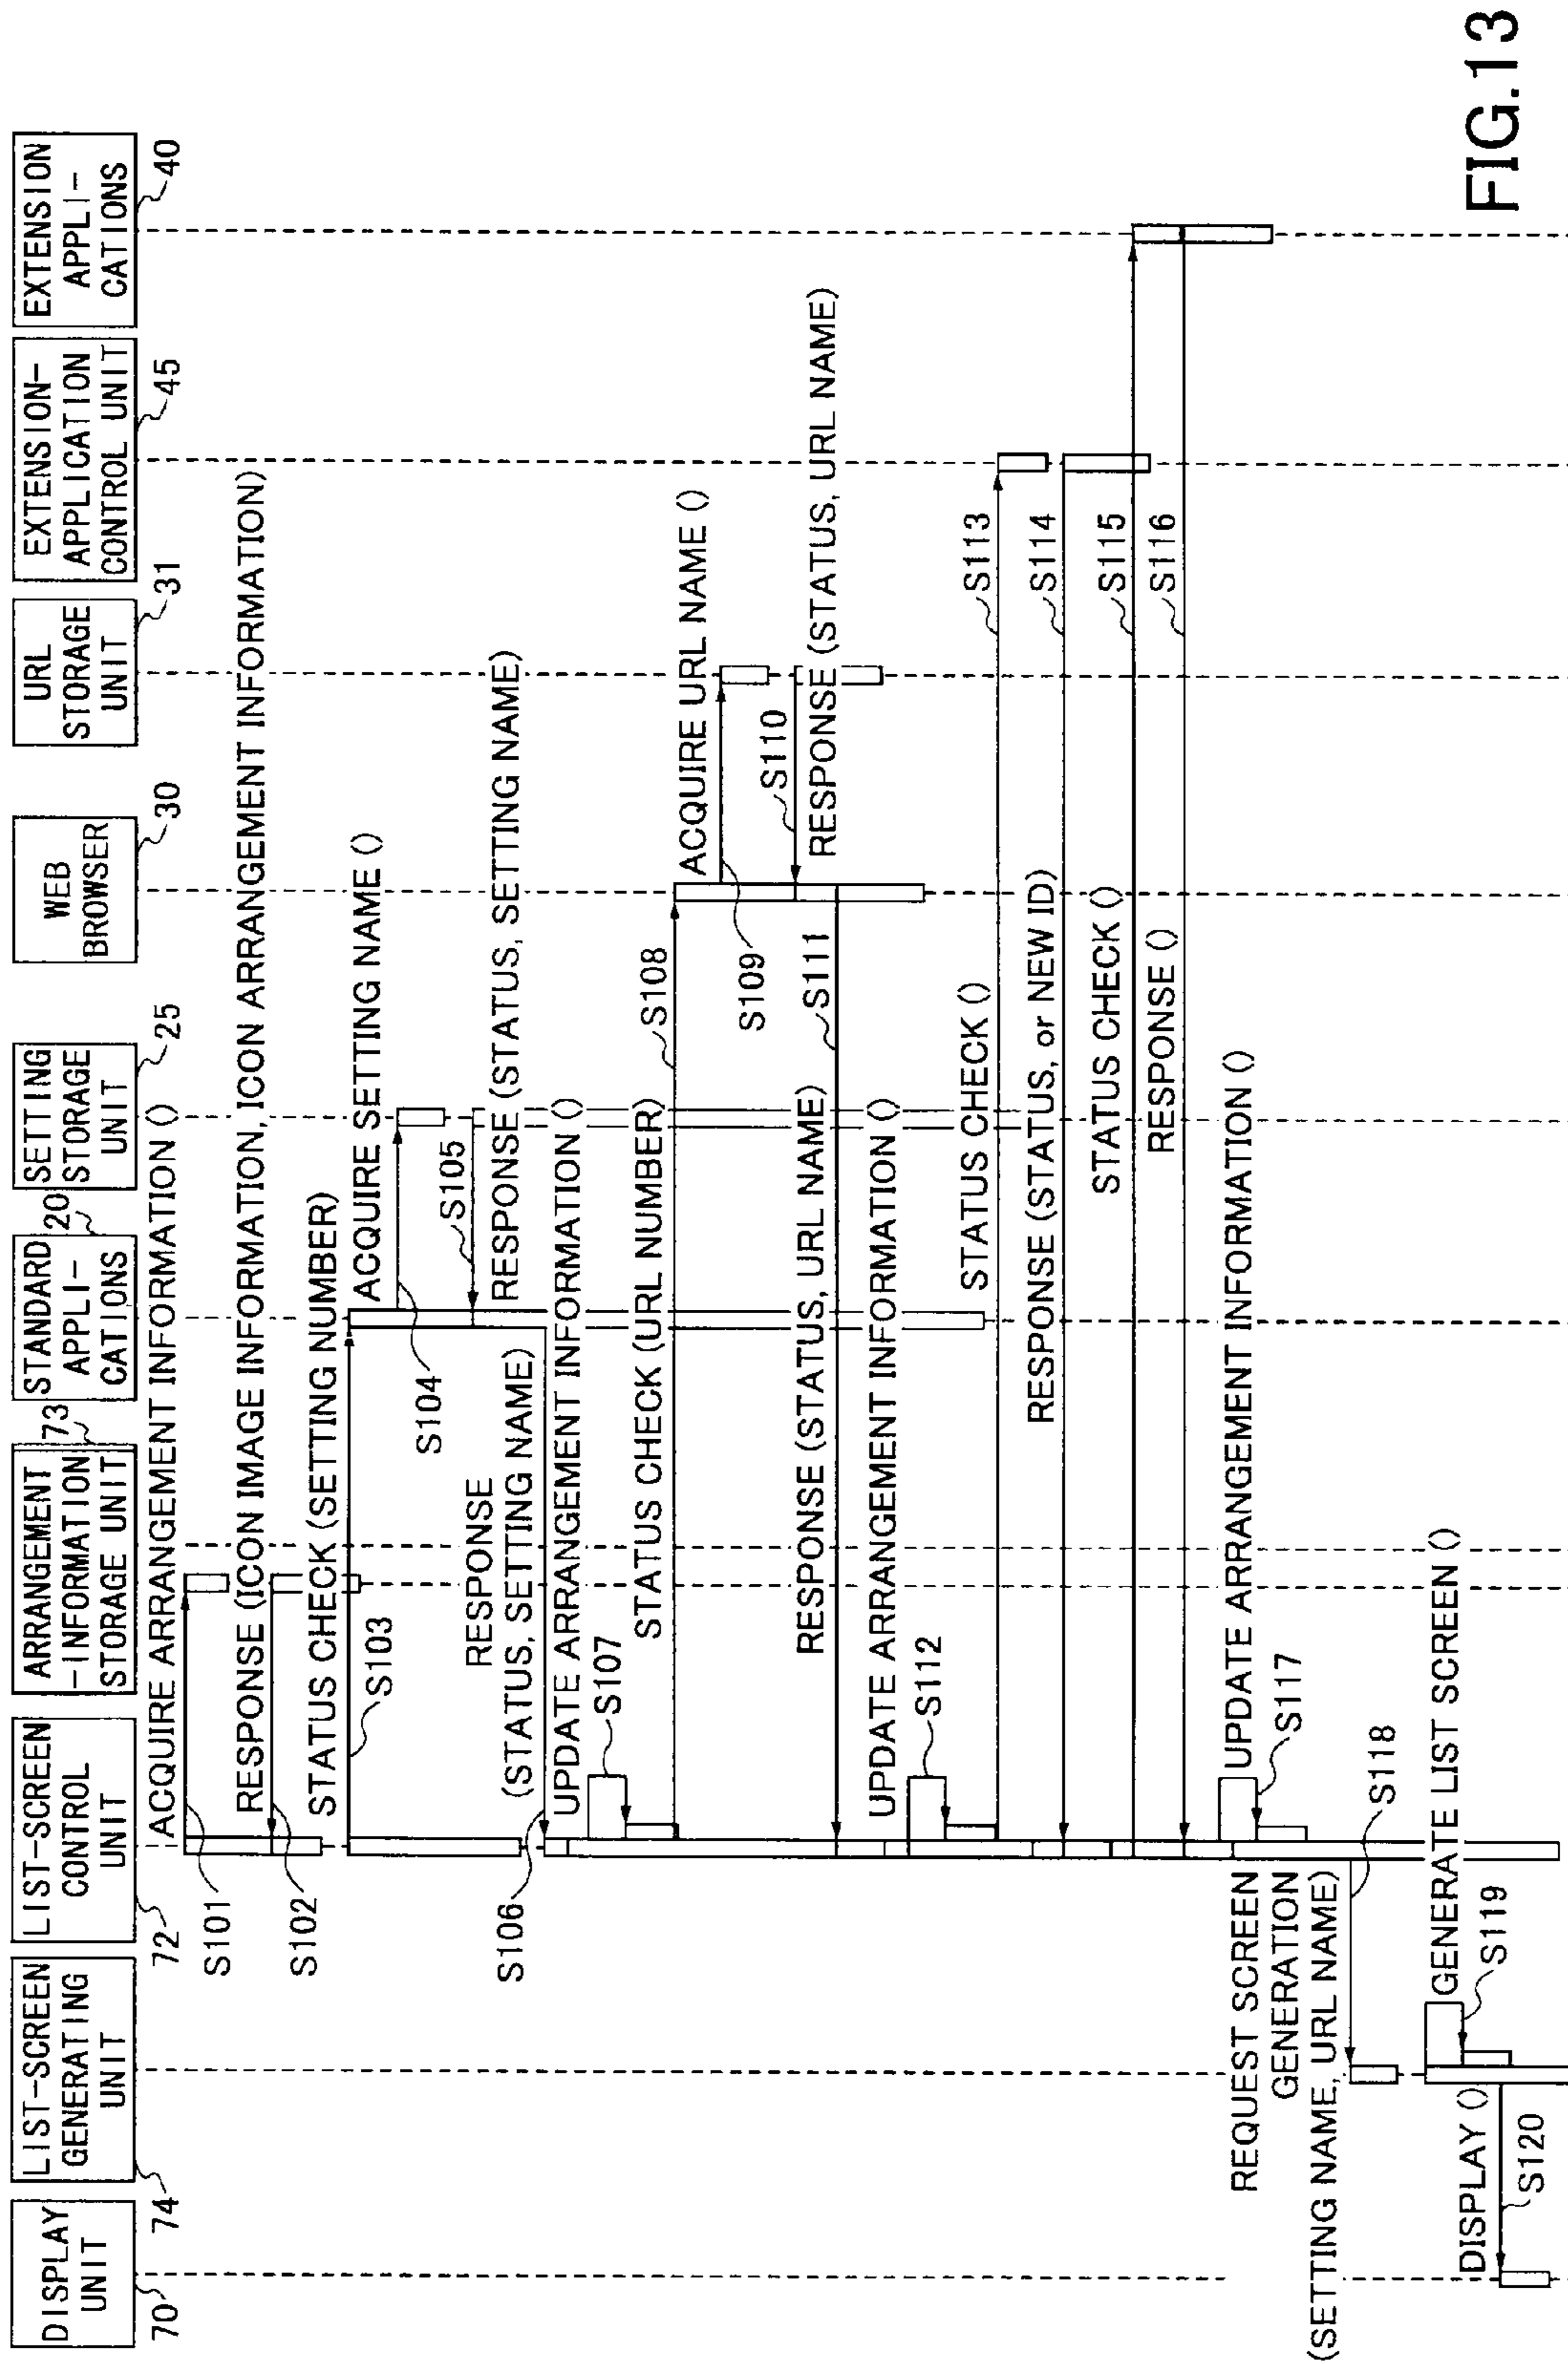 DISPLAY
UNIT
70
LIST-SCREEN
GENERATING
UNIT
74
LIST-SCREEN
CONTROL
UNIT
72
ARRANGEMENT
-INFORMATION
STORAGE UNIT
73
STANDARD
APPLI-
CATIONS
20
SETTING
STORAGE
UNIT
25
WEB
BROWSER
30
URL
STORAGE
UNIT
31
EXTENSION-
APPLICATION
CONTROL UNIT
45
EXTENSION
APPLI-
CATIONS
40
ACQUIRE ARRANGEMENT INFORMATION ()
S101
RESPONSE (ICON IMAGE INFORMATION, ICON ARRANGEMENT INFORMATION)
S102
STATUS CHECK (SETTING NUMBER)
S103
ACQUIRE SETTING NAME ()
S104
S105
RESPONSE (STATUS, SETTING NAME)
RESPONSE
(STATUS, SETTING NAME)
S106
UPDATE ARRANGEMENT INFORMATION ()
S107
STATUS CHECK (URL NUMBER)
S108
ACQUIRE URL NAME ()
S109
S110
RESPONSE (STATUS, URL NAME)
RESPONSE (STATUS, URL NAME)
S111
UPDATE ARRANGEMENT INFORMATION ()
S112
STATUS CHECK ()
S113
RESPONSE (STATUS, or NEW ID)
S114
STATUS CHECK ()
S115
RESPONSE ()
S116
UPDATE ARRANGEMENT INFORMATION ()
S117
REQUEST SCREEN
GENERATION
(SETTING NAME, URL NAME)
S118
GENERATE LIST SCREEN ()
S119
DISPLAY ()
S120
FIG.13